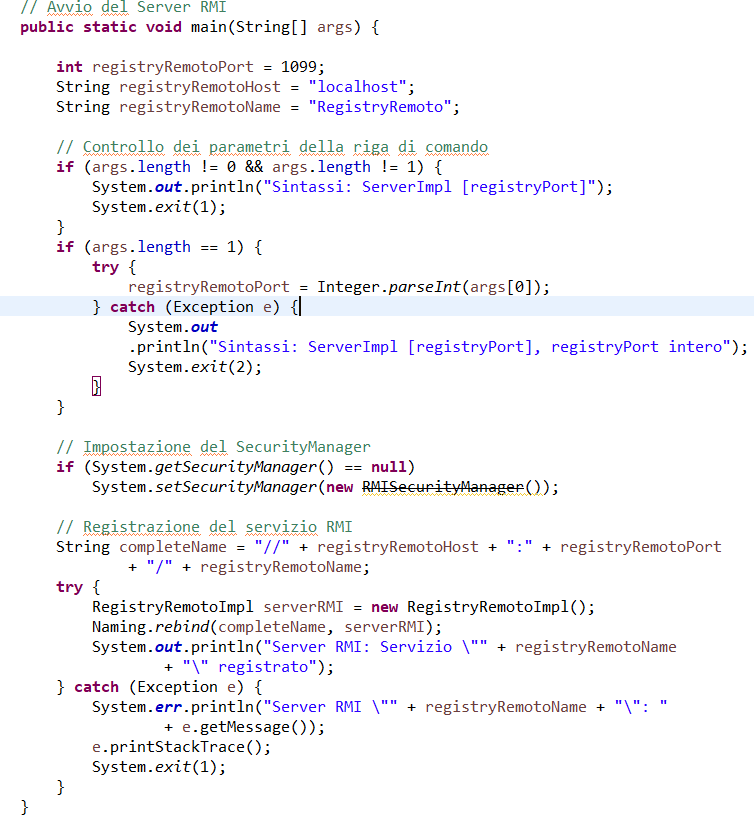 // Avvio del Server RMI
public static void main(String[] args) {
int registryRemotoPort = 1099;
String registryRemotoHost = "localhost";
String registryRemotoName = "RegistryRemoto";
// Controllo dei parametri della riga di comando
if (args.length != 0 && args.length != 1) {
System.out.println("Sintassi: ServerImpl [registryPort]");
System.exit(1);
}
if (args.length == 1) {
try {
registryRemotoPort = Integer.parseInt(args[0]);
} catch (Exception e) {
System.out
.println("Sintassi: ServerImpl [registryPort], registryPort intero");
System.exit(2);
}
}
// Impostazione del SecurityManager
if (System.getSecurityManager() == null)
System.setSecurityManager(new RMISecurityManager());
// Registrazione del servizio RMI
String completeName = "//" + registryRemotoHost + ":" + registryRemotoPort
+ "/" + registryRemotoName;
try {
RegistryRemotoImpl serverRMI = new RegistryRemotoImpl();
Naming.rebind(completeName, serverRMI);
System.out.println("Server RMI: Servizio \"" + registryRemotoName
+ "\" registrato");
} catch (Exception e) {
System.err.println("Server RMI \"" + registryRemotoName + "\": "
+ e.getMessage());
e.printStackTrace();
System.exit(1);
}
}